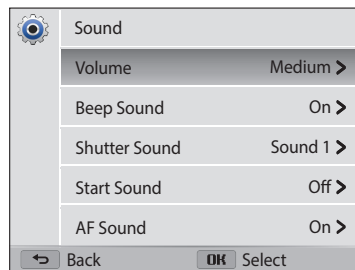 Sound
Volume Medium >
Beep Sound On >
Shutter Sound Sound 1 >
Start Sound Off >
AF Sound On >
Back OK Select